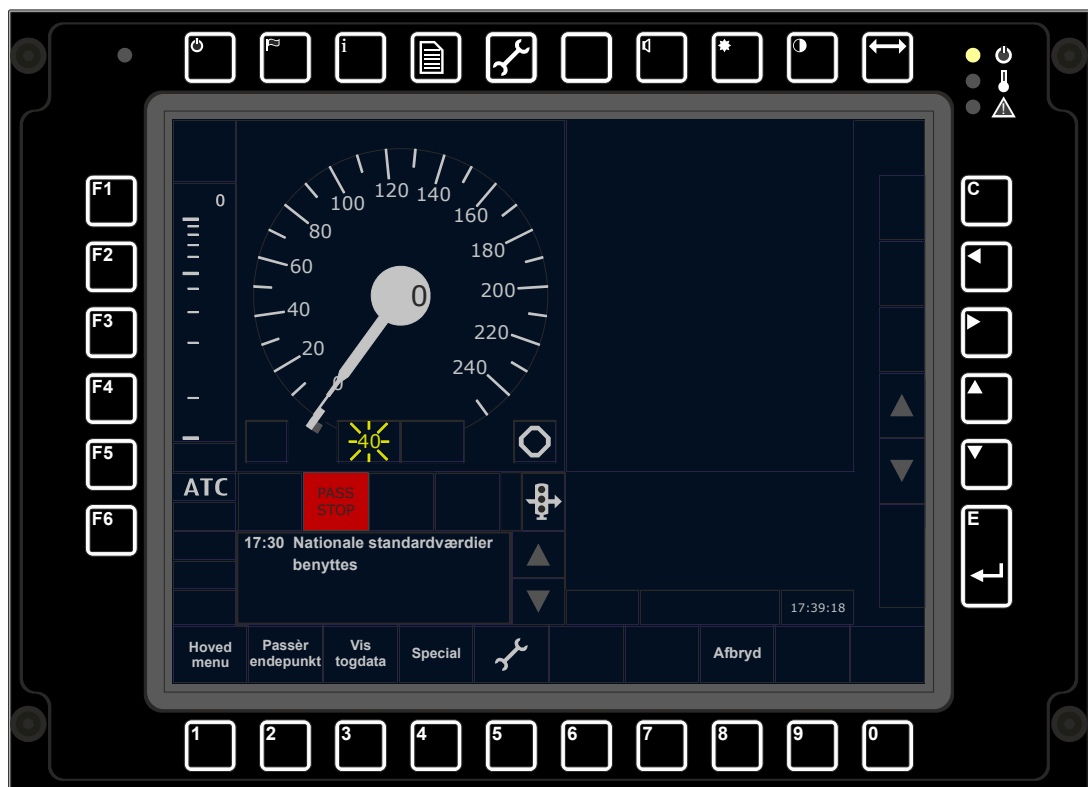 i
F1
F2
F3
F4
F5
F6
C
E
0
0
20
40
60
80
100
120
140
160
180
200
220
240
0
0
40
ATC
PASS
STOP
17:30 Nationale standardværdier
benyttes
17:39:18
Hoved
menu
Passèr
endepunkt
Vis
togdata
Special
Afbryd
1
2
3
4
5
6
7
8
9
0